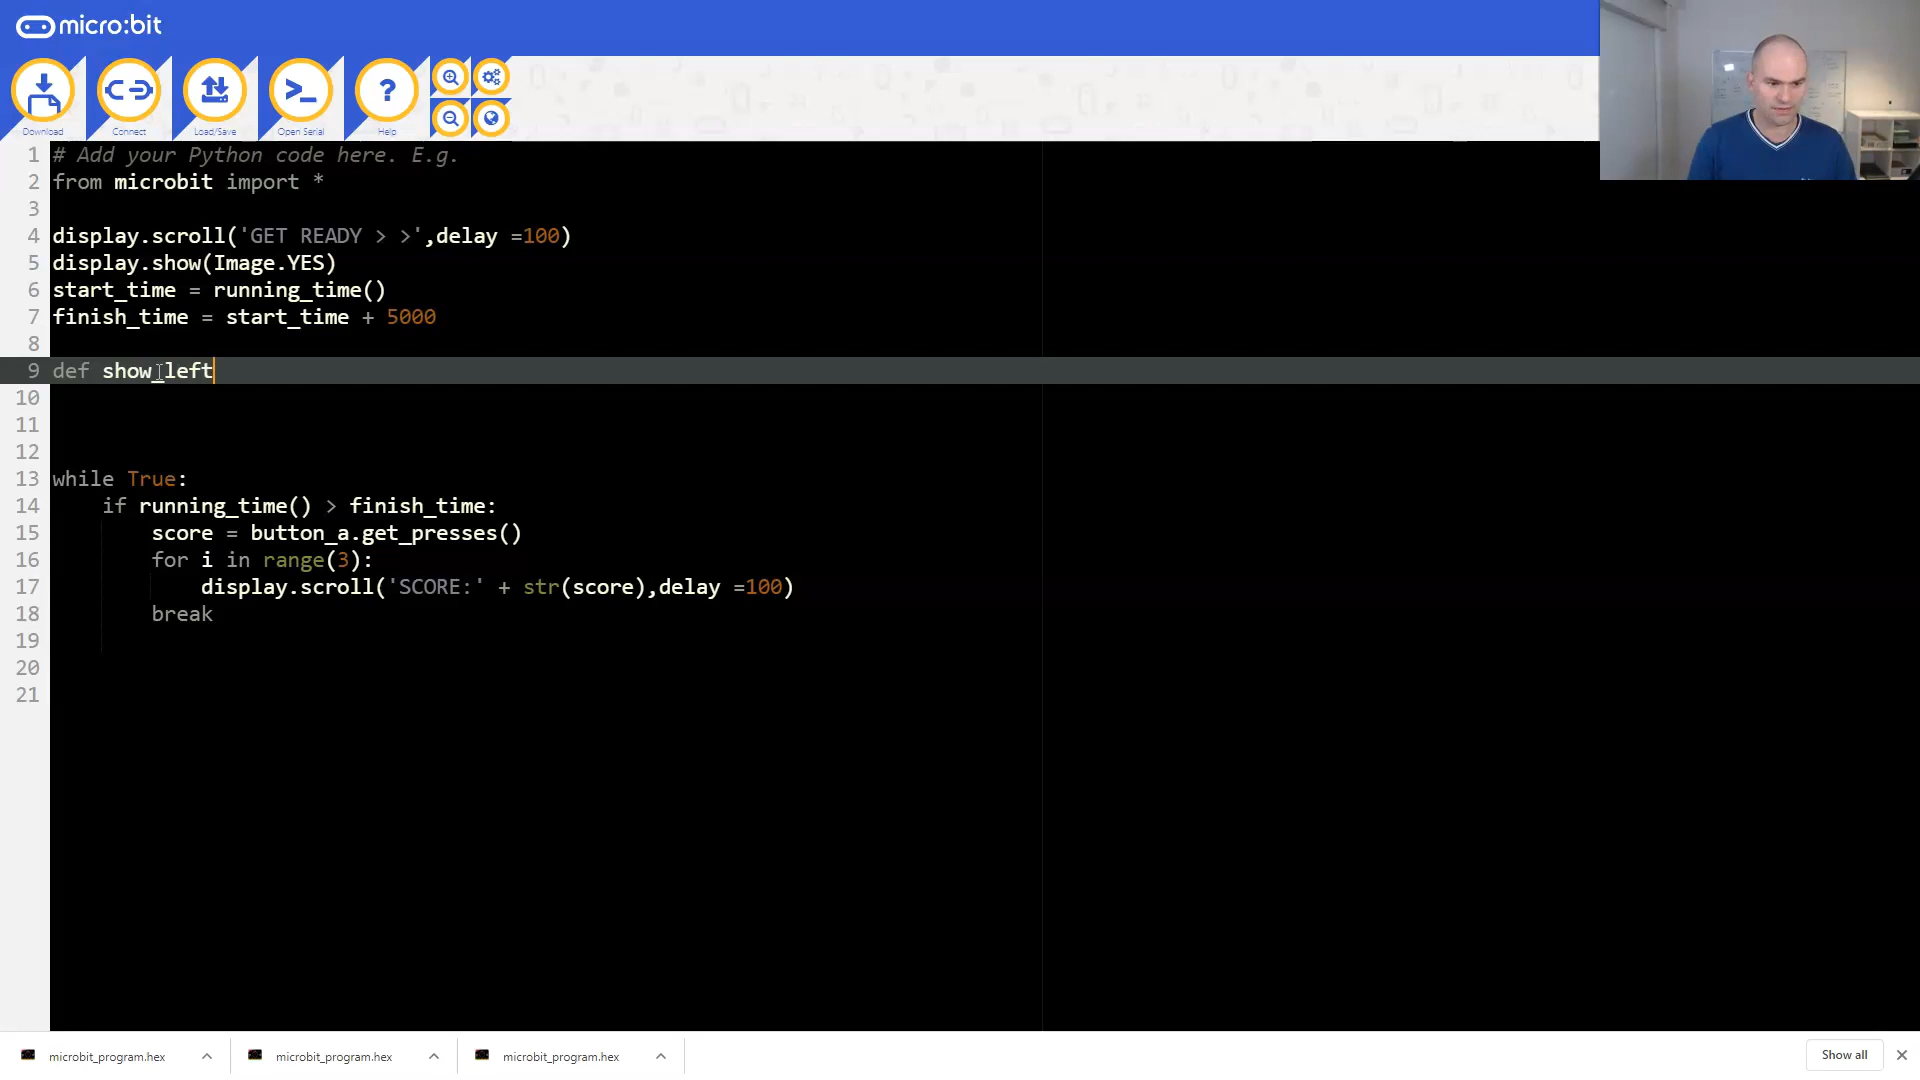 micro:bit
Download
Connect
Load/Save
Open Serial
Help
1 # Add your Python code here. E.g.
2 from microbit import *
3
4 display.scroll('GET READY > >',delay =100)
5 display.show(Image.YES)
6 start_time = running_time()
7 finish_time = start_time + 5000
8
9 def show_left
10
11
12
13 while True:
14 if running_time() > finish_time:
15 score = button_a.get_presses()
16 for i in range(3):
17 display.scroll('SCORE:' + str(score),delay =100)
18 break
19
20
21
microbit_program.hex
microbit_program.hex
microbit_program.hex
Show all